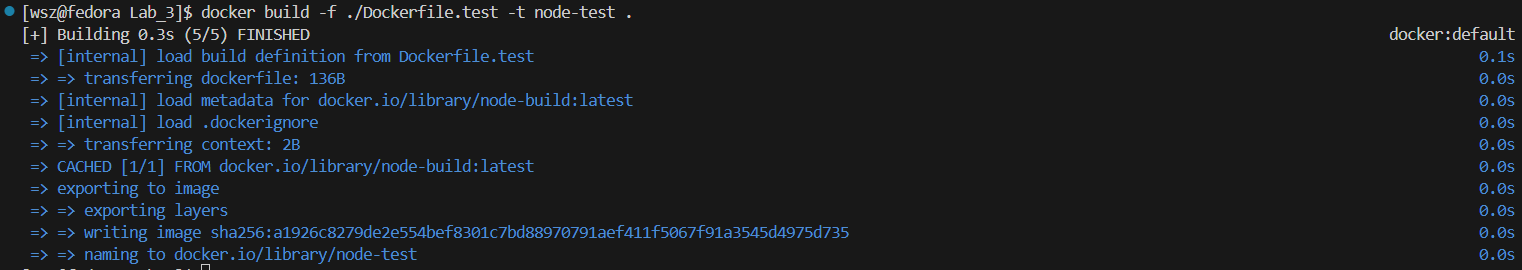 [wsz@fedora Lab_3]$ docker build -f ./Dockerfile.test -t node-test .
[+] Building 0.3s (5/5) FINISHED docker:default
=> [internal] load build definition from Dockerfile.test 0.1s
=> => transferring dockerfile: 136B 0.0s
=> [internal] load metadata for docker.io/library/node-build:latest 0.0s
=> [internal] load .dockerignore 0.0s
=> => transferring context: 2B 0.0s
=> CACHED [1/1] FROM docker.io/library/node-build:latest 0.0s
=> exporting to image 0.0s
=> => exporting layers 0.0s
=> => writing image sha256:a1926c8279de2e554bef8301c7bd88970791aef411f5067f91a3545d4975d735 0.0s
=> => naming to docker.io/library/node-test 0.0s